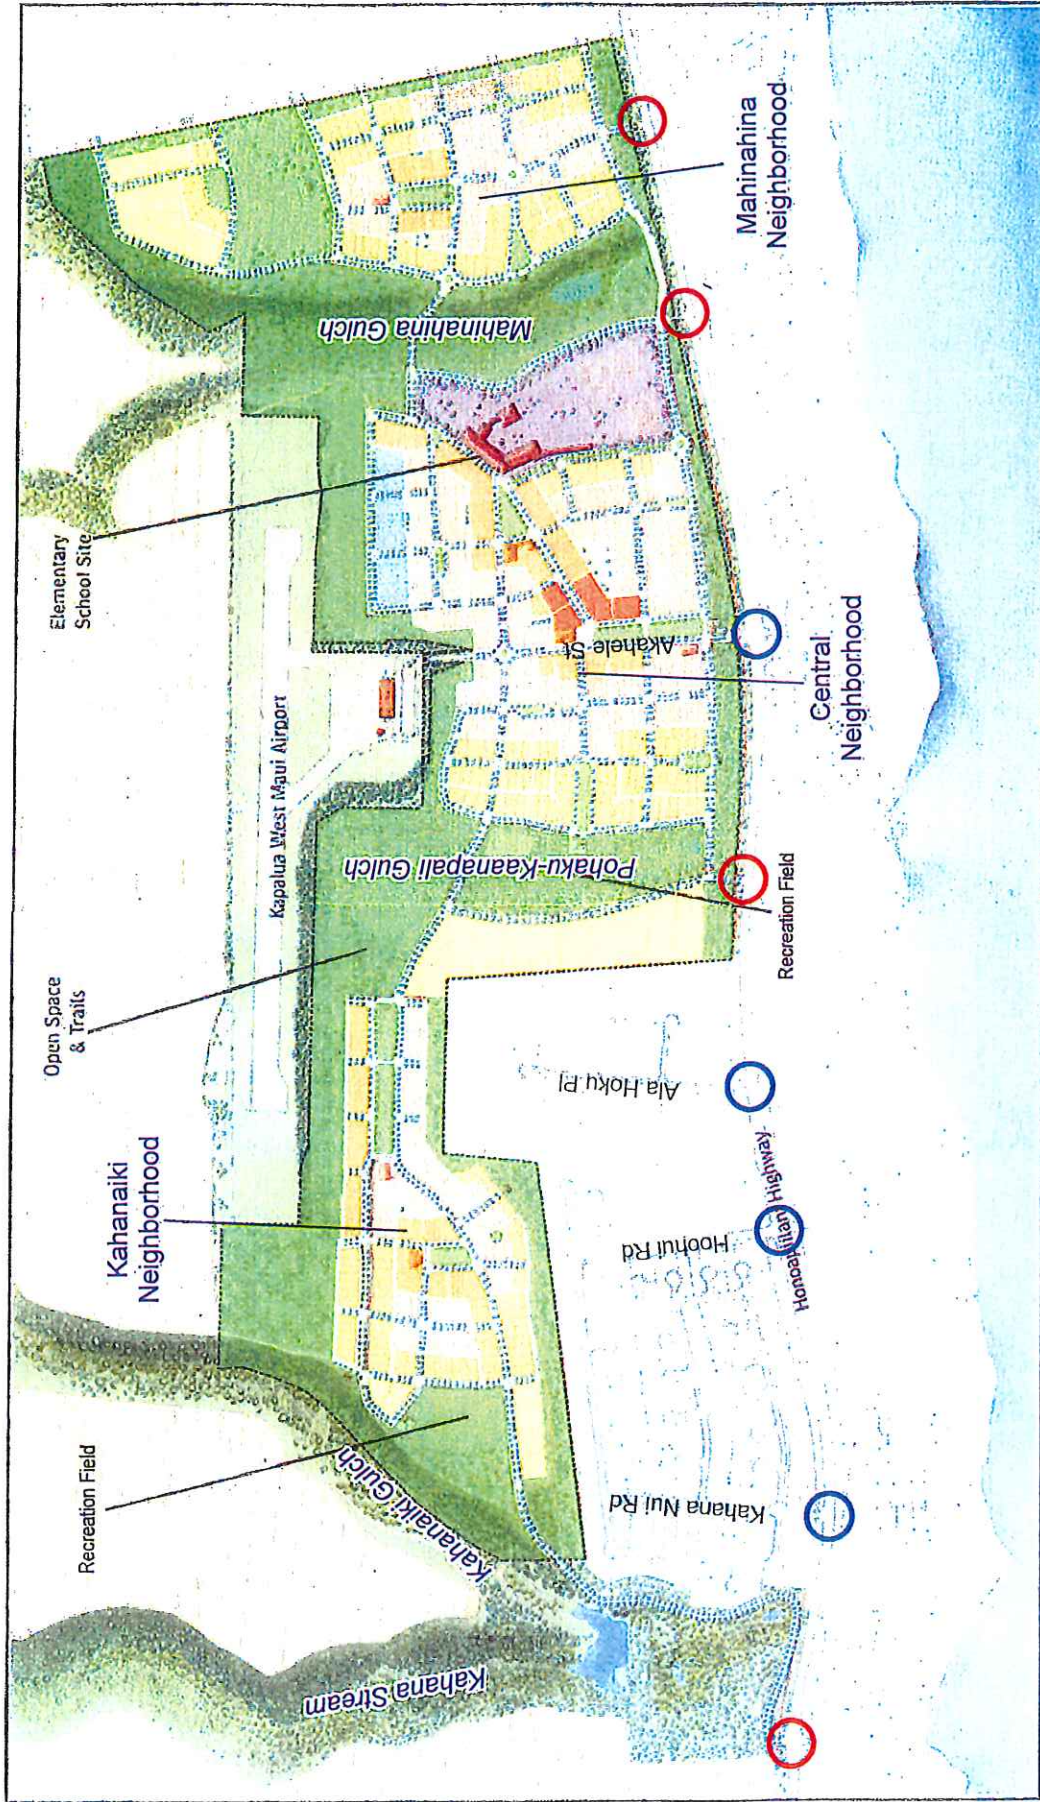 Mahinahina
Neighborhood
Mahinahina Gulch
Elementary
School Site
Akahele St
Central
Neighborhood
Kapalua West Maui Airport
Pohaku-Kaanapali Gulch
Recreation Field
Open Space
& Trails
Ala Hoku Pl
Kahanaiki
Neighborhood
Hoohui Rd
Honoapiilani Highway
Recreation Field
Kahanaiki Gulch
Kahana Nui Rd
Kahana Stream